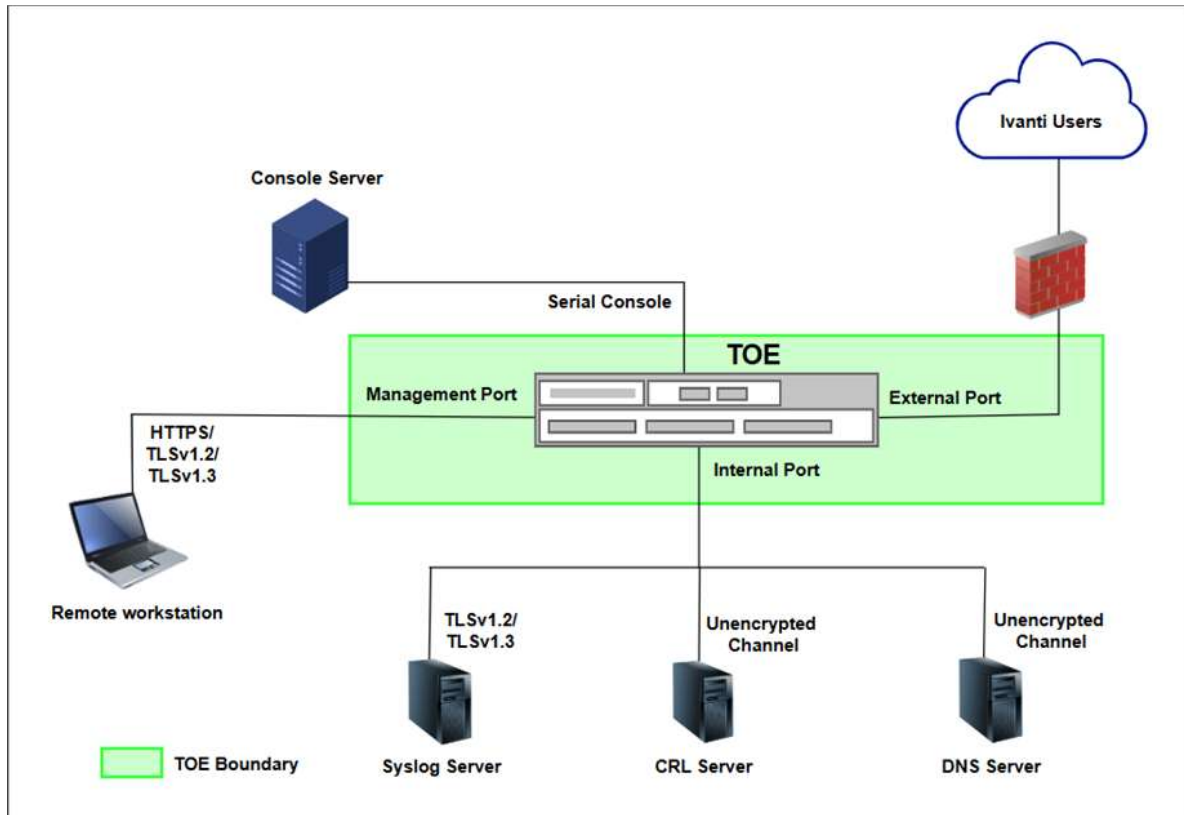 Ivanti Users
Console Server
Serial Console
TOE
Management Port
External Port
HTTPS/
TLSv1.2/
TLSv1.3
Internal Port
Remote workstation
TLSv1.2/
TLSv1.3
Unencrypted
Channel
Unencrypted
Channel
TOE Boundary
Syslog Server
CRL Server
DNS Server